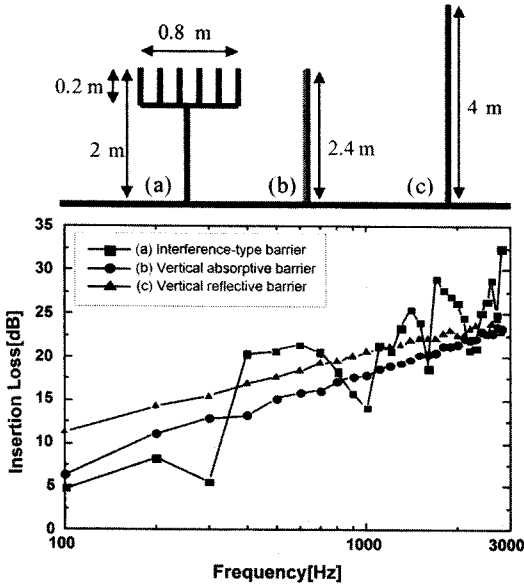 0.8 m
0.2 m
2 m
2.4 m
4 m
(a)
(b)
(c)
(a) Interference-type barrier
(b) Vertical absorptive barrier
(c) Vertical reflective barrier
Insertion Loss[dB]
35
30
25
20
15
10
5
0
100
1000
3000
Frequency[Hz]